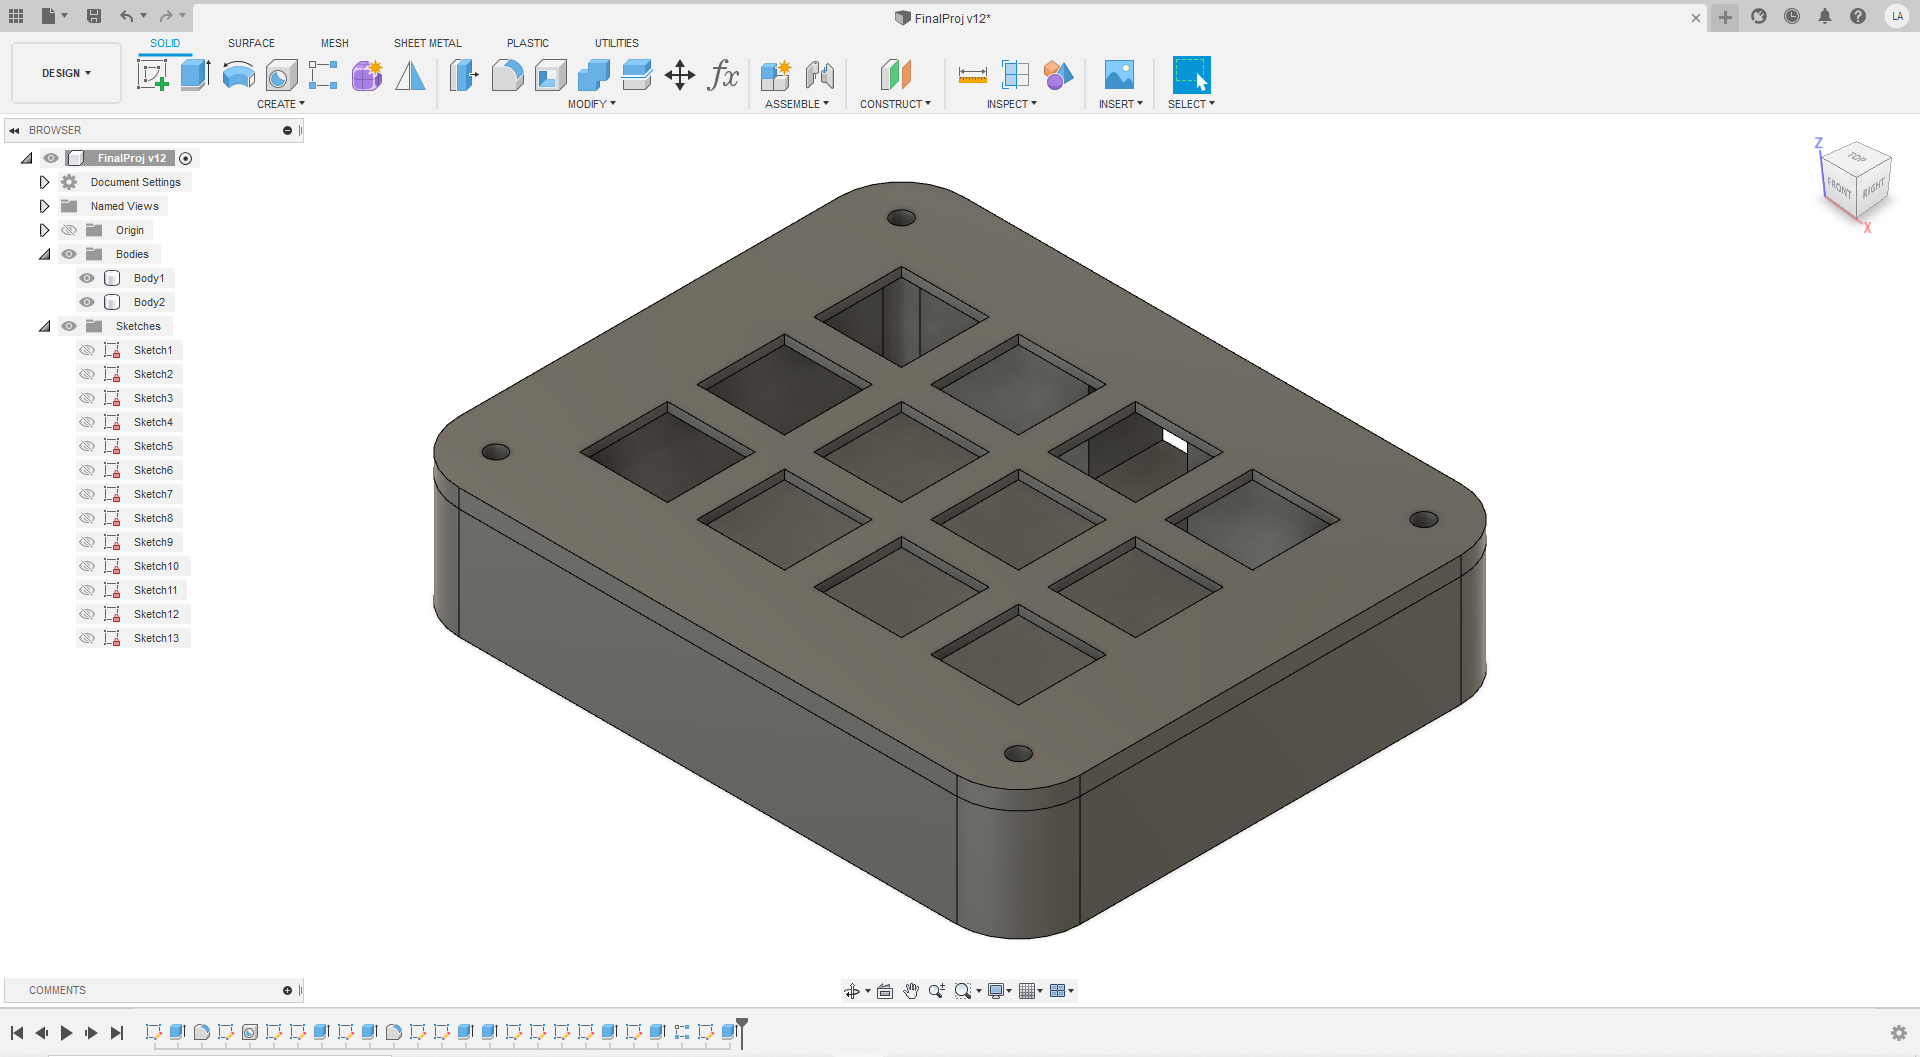 FinalProj v12*
LA
SOLID SURFACE MESH SHEET METAL PLASTIC UTILITIES
DESIGN
fx
CREATE MODIFY ASSEMBLE CONSTRUCT INSPECT INSERT SELECT
BROWSER
FinalProj v12
Document Settings
Named Views
Origin
Bodies
Body1
Body2
Sketches
Sketch1
Sketch2
Sketch3
Sketch4
Sketch5
Sketch6
Sketch7
Sketch8
Sketch9
Sketch10
Sketch11
Sketch12
Sketch13
Z
TOP
FRONT RIGHT
X
COMMENTS